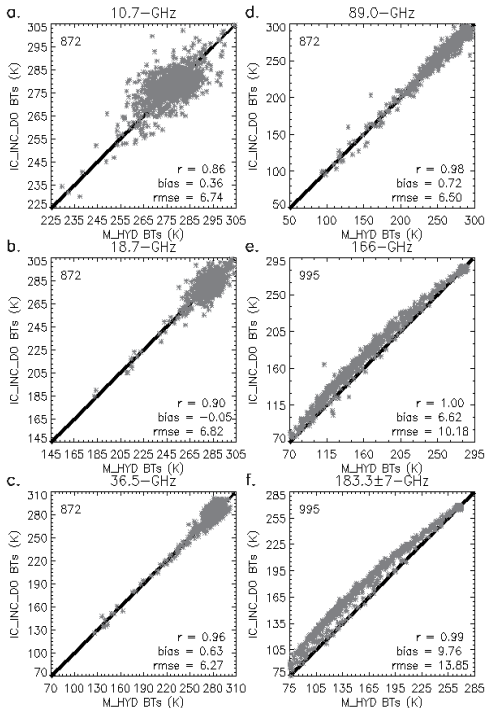 a. 10.7-GHz
IC_INC_DO BTs (K)
305
295
285
275
265
255
245
235
225
872
r = 0.86
bias = 0.36
rmse = 6.74
225 235 245 255 265 275 285 295 305
M_HYD BTs (K)
d. 89.0-GHz
IC_INC_DO BTs (K)
300
250
200
150
100
50
872
r = 0.98
bias = 0.72
rmse = 6.50
50 100 150 200 250 300
M_HYD BTs (K)
b. 18.7-GHz
IC_INC_DO BTs (K)
305
285
265
245
225
205
185
165
145
872
r = 0.90
bias = -0.05
rmse = 6.82
145 165 185 205 225 245 265 285 305
M_HYD BTs (K)
e. 166-GHz
IC_INC_DO BTs (K)
295
250
205
160
115
70
995
r = 1.00
bias = 6.62
rmse = 10.18
70 115 160 205 250 295
M_HYD BTs (K)
c. 36.5-GHz
IC_INC_DO BTs (K)
310
280
250
220
190
160
130
100
70
872
r = 0.96
bias = 0.63
rmse = 6.27
70 100 130 160 190 220 250 280 310
M_HYD BTs (K)
f. 183.3±7-GHz
IC_INC_DO BTs (K)
285
255
225
195
165
135
105
75
995
r = 0.99
bias = 9.76
rmse = 13.85
75 105 135 165 195 225 255 285
M_HYD BTs (K)